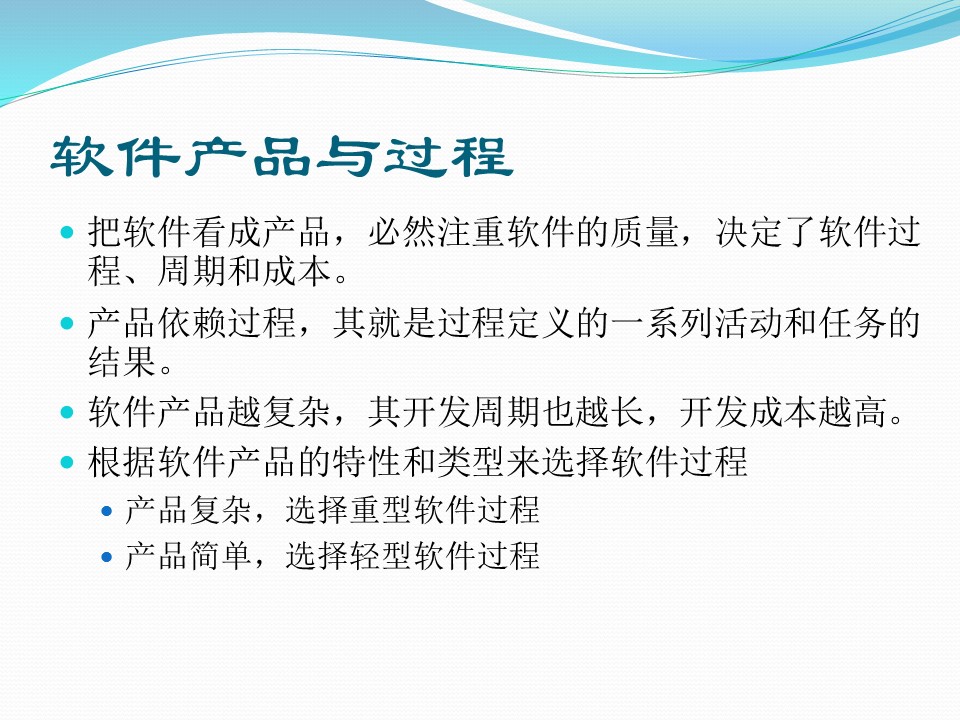 软件产品与过程
把软件看成产品，必然注重软件的质量，决定了软件过
程、周期和成本。
产品依赖过程，其就是过程定义的一系列活动和任务的
结果。
软件产品越复杂，其开发周期也越长，开发成本越高。
根据软件产品的特性和类型来选择软件过程
产品复杂，选择重型软件过程
产品简单，选择轻型软件过程